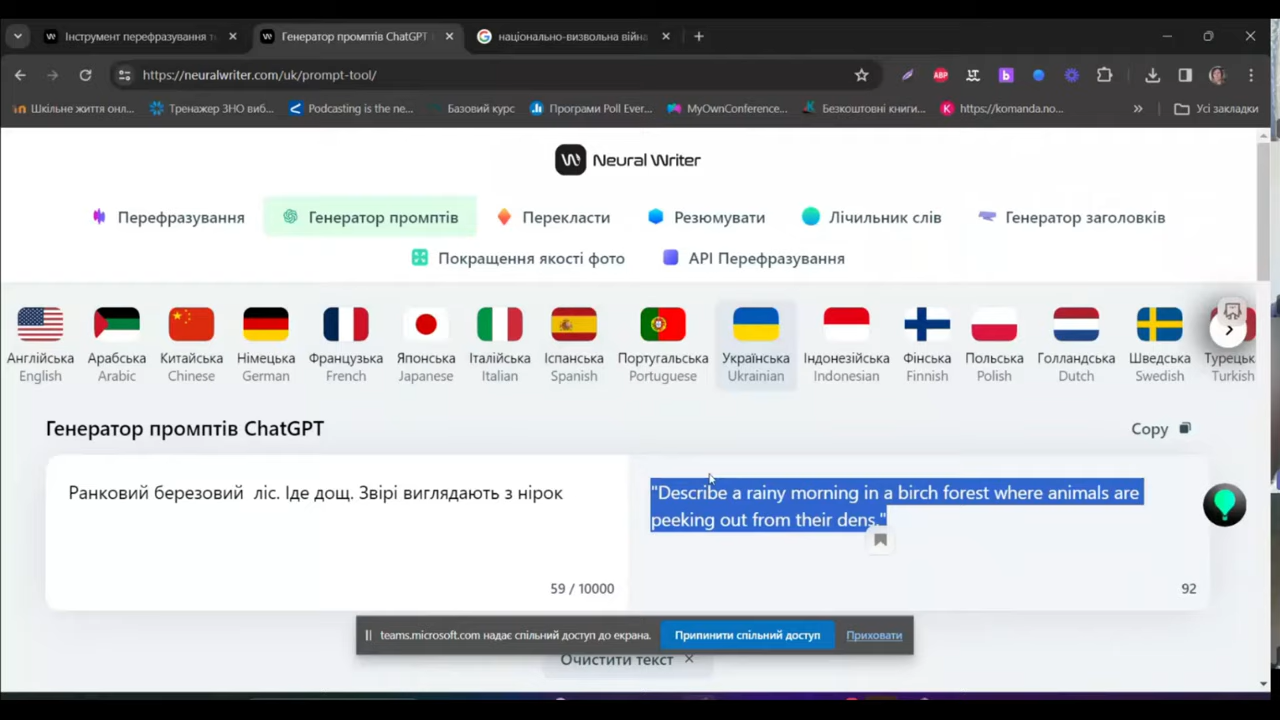 Інструмент перефразування т
Генератор промптів ChatGPT
національно-визвольна війна
https://neuralwriter.com/uk/prompt-tool/
ABP
Шкільне життя онл...
Тренажер ЗНО виб...
Podcasting is the ne...
Базовий курс
Програми Poll Ever...
MyOwnConference...
Безкоштовні книги...
https://komanda.no...
»
Усі закладки
Neural Writer
Перефразування
Генератор промптів
Перекласти
Резюмувати
Лічильник слів
Генератор заголовків
Покращення якості фото
API Перефразування
Англійська
English
Арабська
Arabic
Китайська
Chinese
Німецька
German
Французька
French
Японська
Japanese
Італійська
Italian
Іспанська
Spanish
Португальська
Portuguese
Українська
Ukrainian
Індонезійська
Indonesian
Фінська
Finnish
Польська
Polish
Голландська
Dutch
Шведська
Swedish
Турецьк
Turkish
Генератор промптів ChatGPT
Copy
Ранковий березовий ліс. Іде дощ. Звірі виглядають з нірок
59 / 10000
"Describe a rainy morning in a birch forest where animals are
peeking out from their dens."
92
teams.microsoft.com надає спільний доступ до екрана.
Припинити спільний доступ
Приховати
Очистити текст